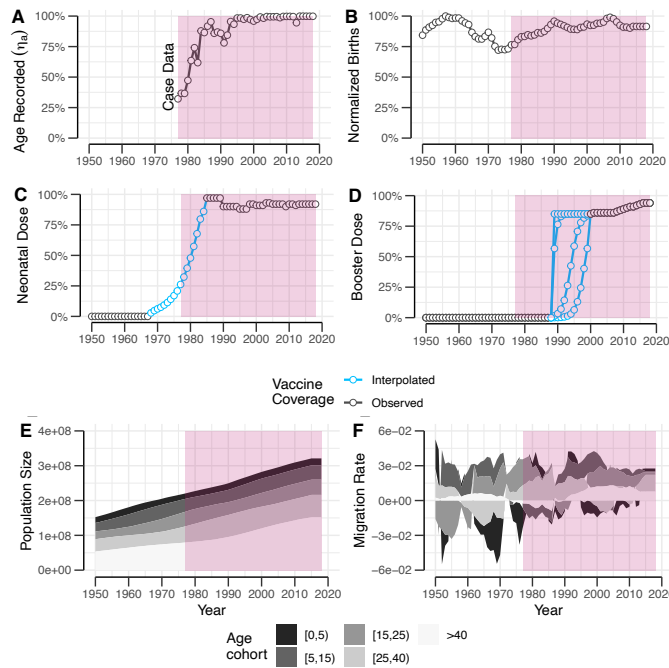 A
Age Recorded (ηa)
100%
75%
50%
25%
0%
Case Data
1950 1960 1970 1980 1990 2000 2010 2020
B
Normalized Births
100%
75%
50%
25%
0%
1950 1960 1970 1980 1990 2000 2010 2020
C
Neonatal Dose
100%
75%
50%
25%
0%
1950 1960 1970 1980 1990 2000 2010 2020
D
Booster Dose
100%
75%
50%
25%
0%
1950 1960 1970 1980 1990 2000 2010 2020
Vaccine
Coverage
Interpolated
Observed
E
Population Size
4e+08
3e+08
2e+08
1e+08
0e+00
1950 1960 1970 1980 1990 2000 2010 2020
Year
F
Migration Rate
6e-02
3e-02
0e+00
-3e-02
-6e-02
1950 1960 1970 1980 1990 2000 2010 2020
Year
Age
cohort
[0,5) [15,25) >40
[5,15) [25,40)